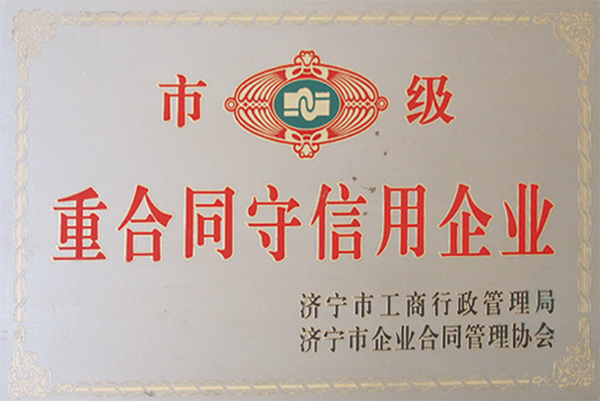 市级
重合同守信用企业
济宁市工商行政管理局
济宁市企业合同管理协会